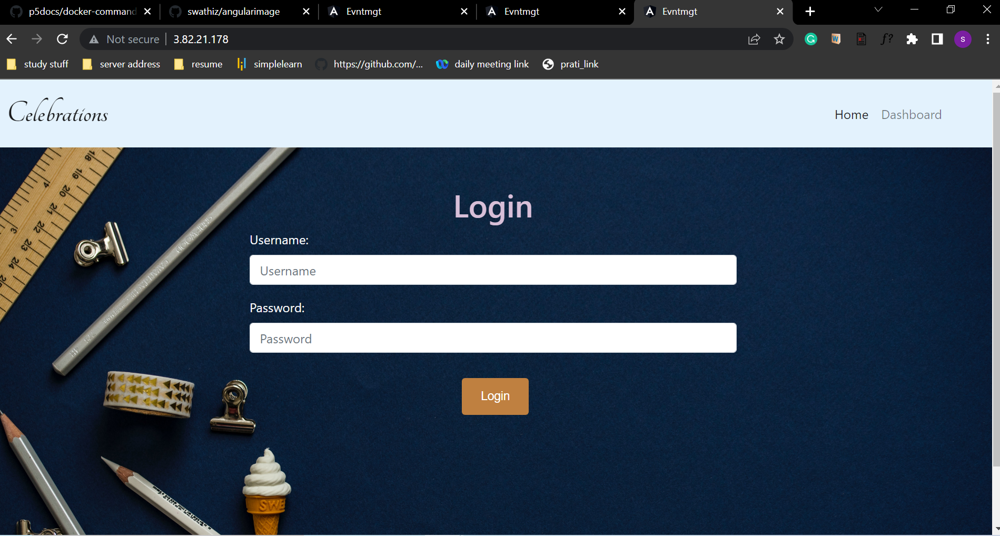 p5docs/docker-command
swathiz/angularimage
Evntmgt
Evntmgt
Evntmgt
Not secure
3.82.21.178
study stuff
server address
resume
simplelearn
https://github.com/...
daily meeting link
prati_link
Celebrations
Home
Dashboard
Login
Username:
Username
Password:
Password
Login
SWE